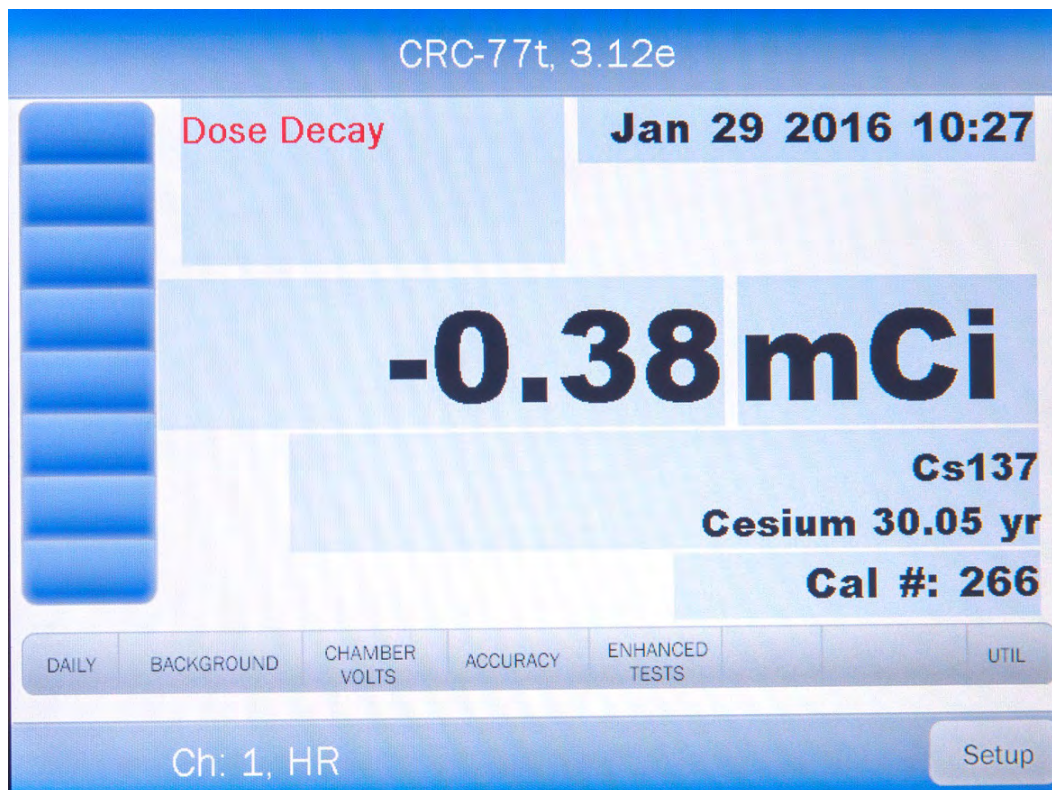 CRC-77t, 3.12e
Dose Decay
Jan 29 2016 10:27
-0.38 mCi
Cs137
Cesium 30.05 yr
Cal #: 266
DAILY
BACKGROUND
CHAMBER
VOLTS
ACCURACY
ENHANCED
TESTS
UTIL
Ch: 1, HR
Setup